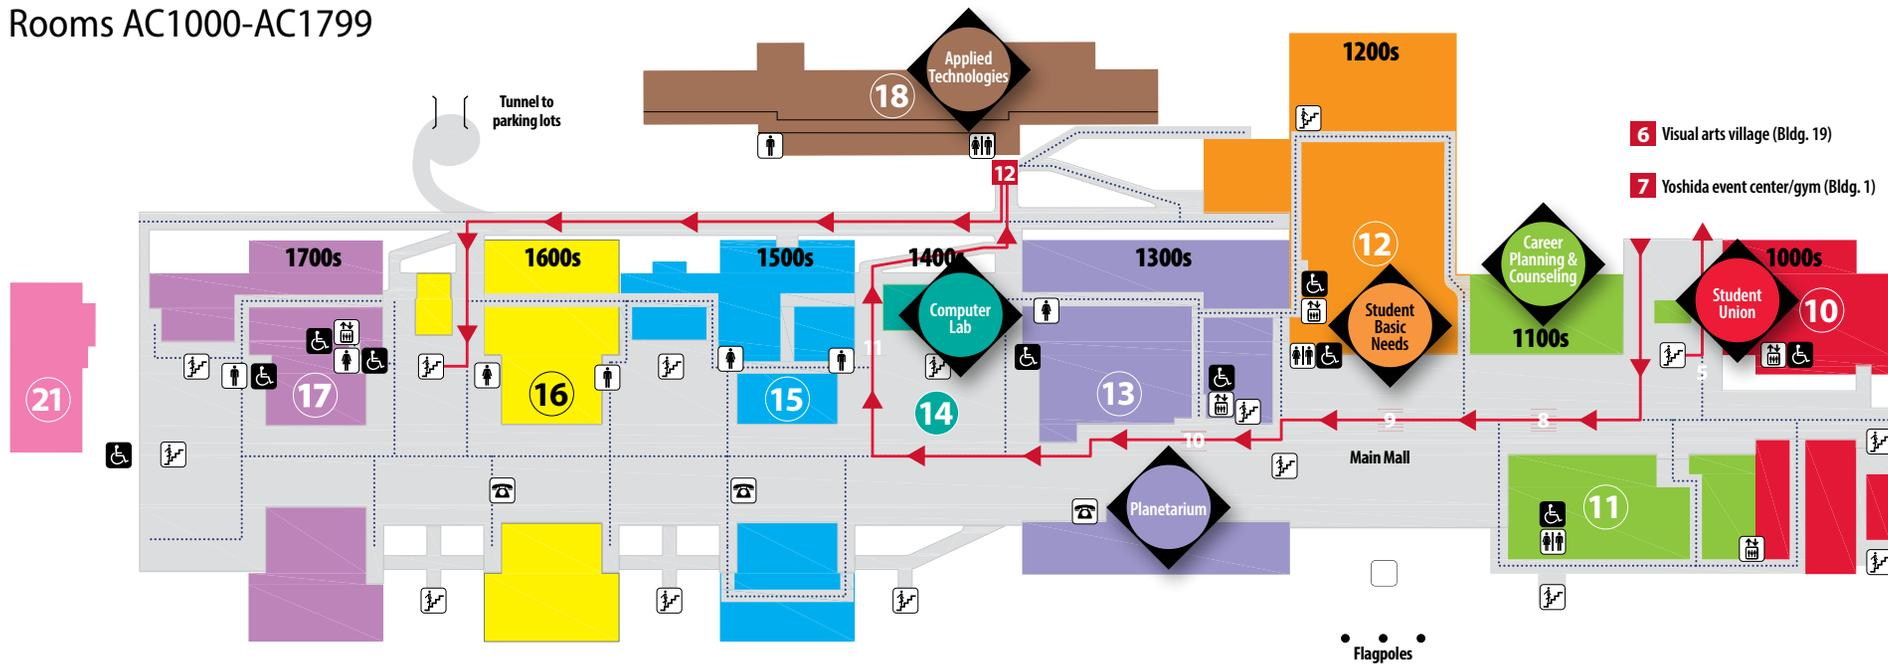 Rooms AC1000-AC1799
Applied
Technologies
18
1200s
Tunnel to
parking lots
6 Visual arts village (Bldg. 19)
7 Yoshida event center/gym (Bldg. 1)
12
12
Career
Planning &
Counseling
1700s
1600s
1500s
1400s
1300s
1000s
Computer
Lab
Student
Basic
Needs
Student
Union
10
1100s
11
5
21
17
16
15
14
13
9
8
10
Main Mall
Planetarium
11
Flagpoles